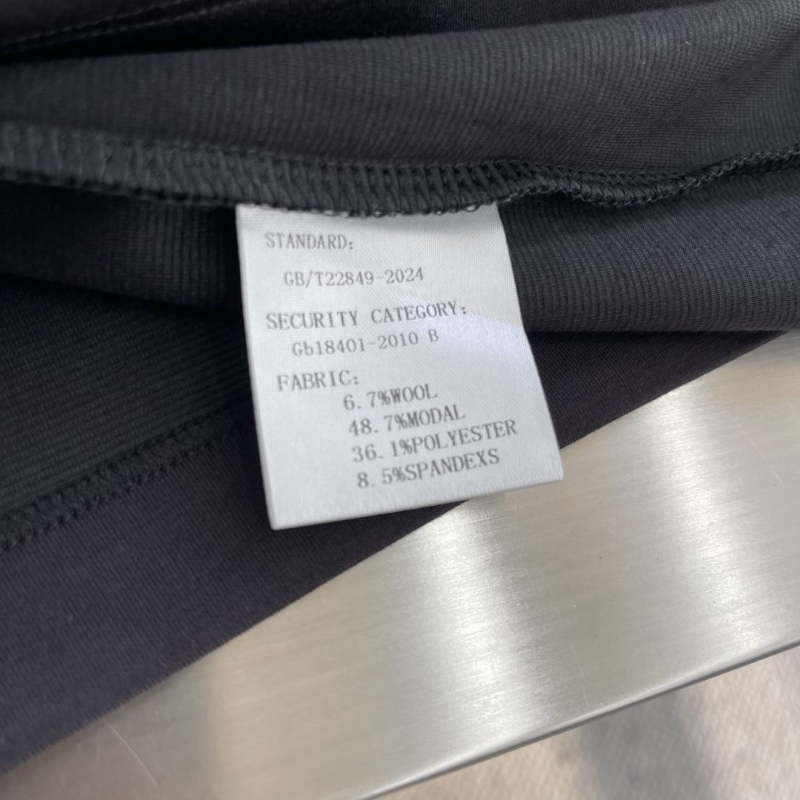 STANDARD:
GB/T22849-2024
SECURITY CATEGORY:
Gb18401-2010 B
FABRIC:
6.7%WOOL
48.7%MODAL
36.1%POLYESTER
8.5%SPANDEXS